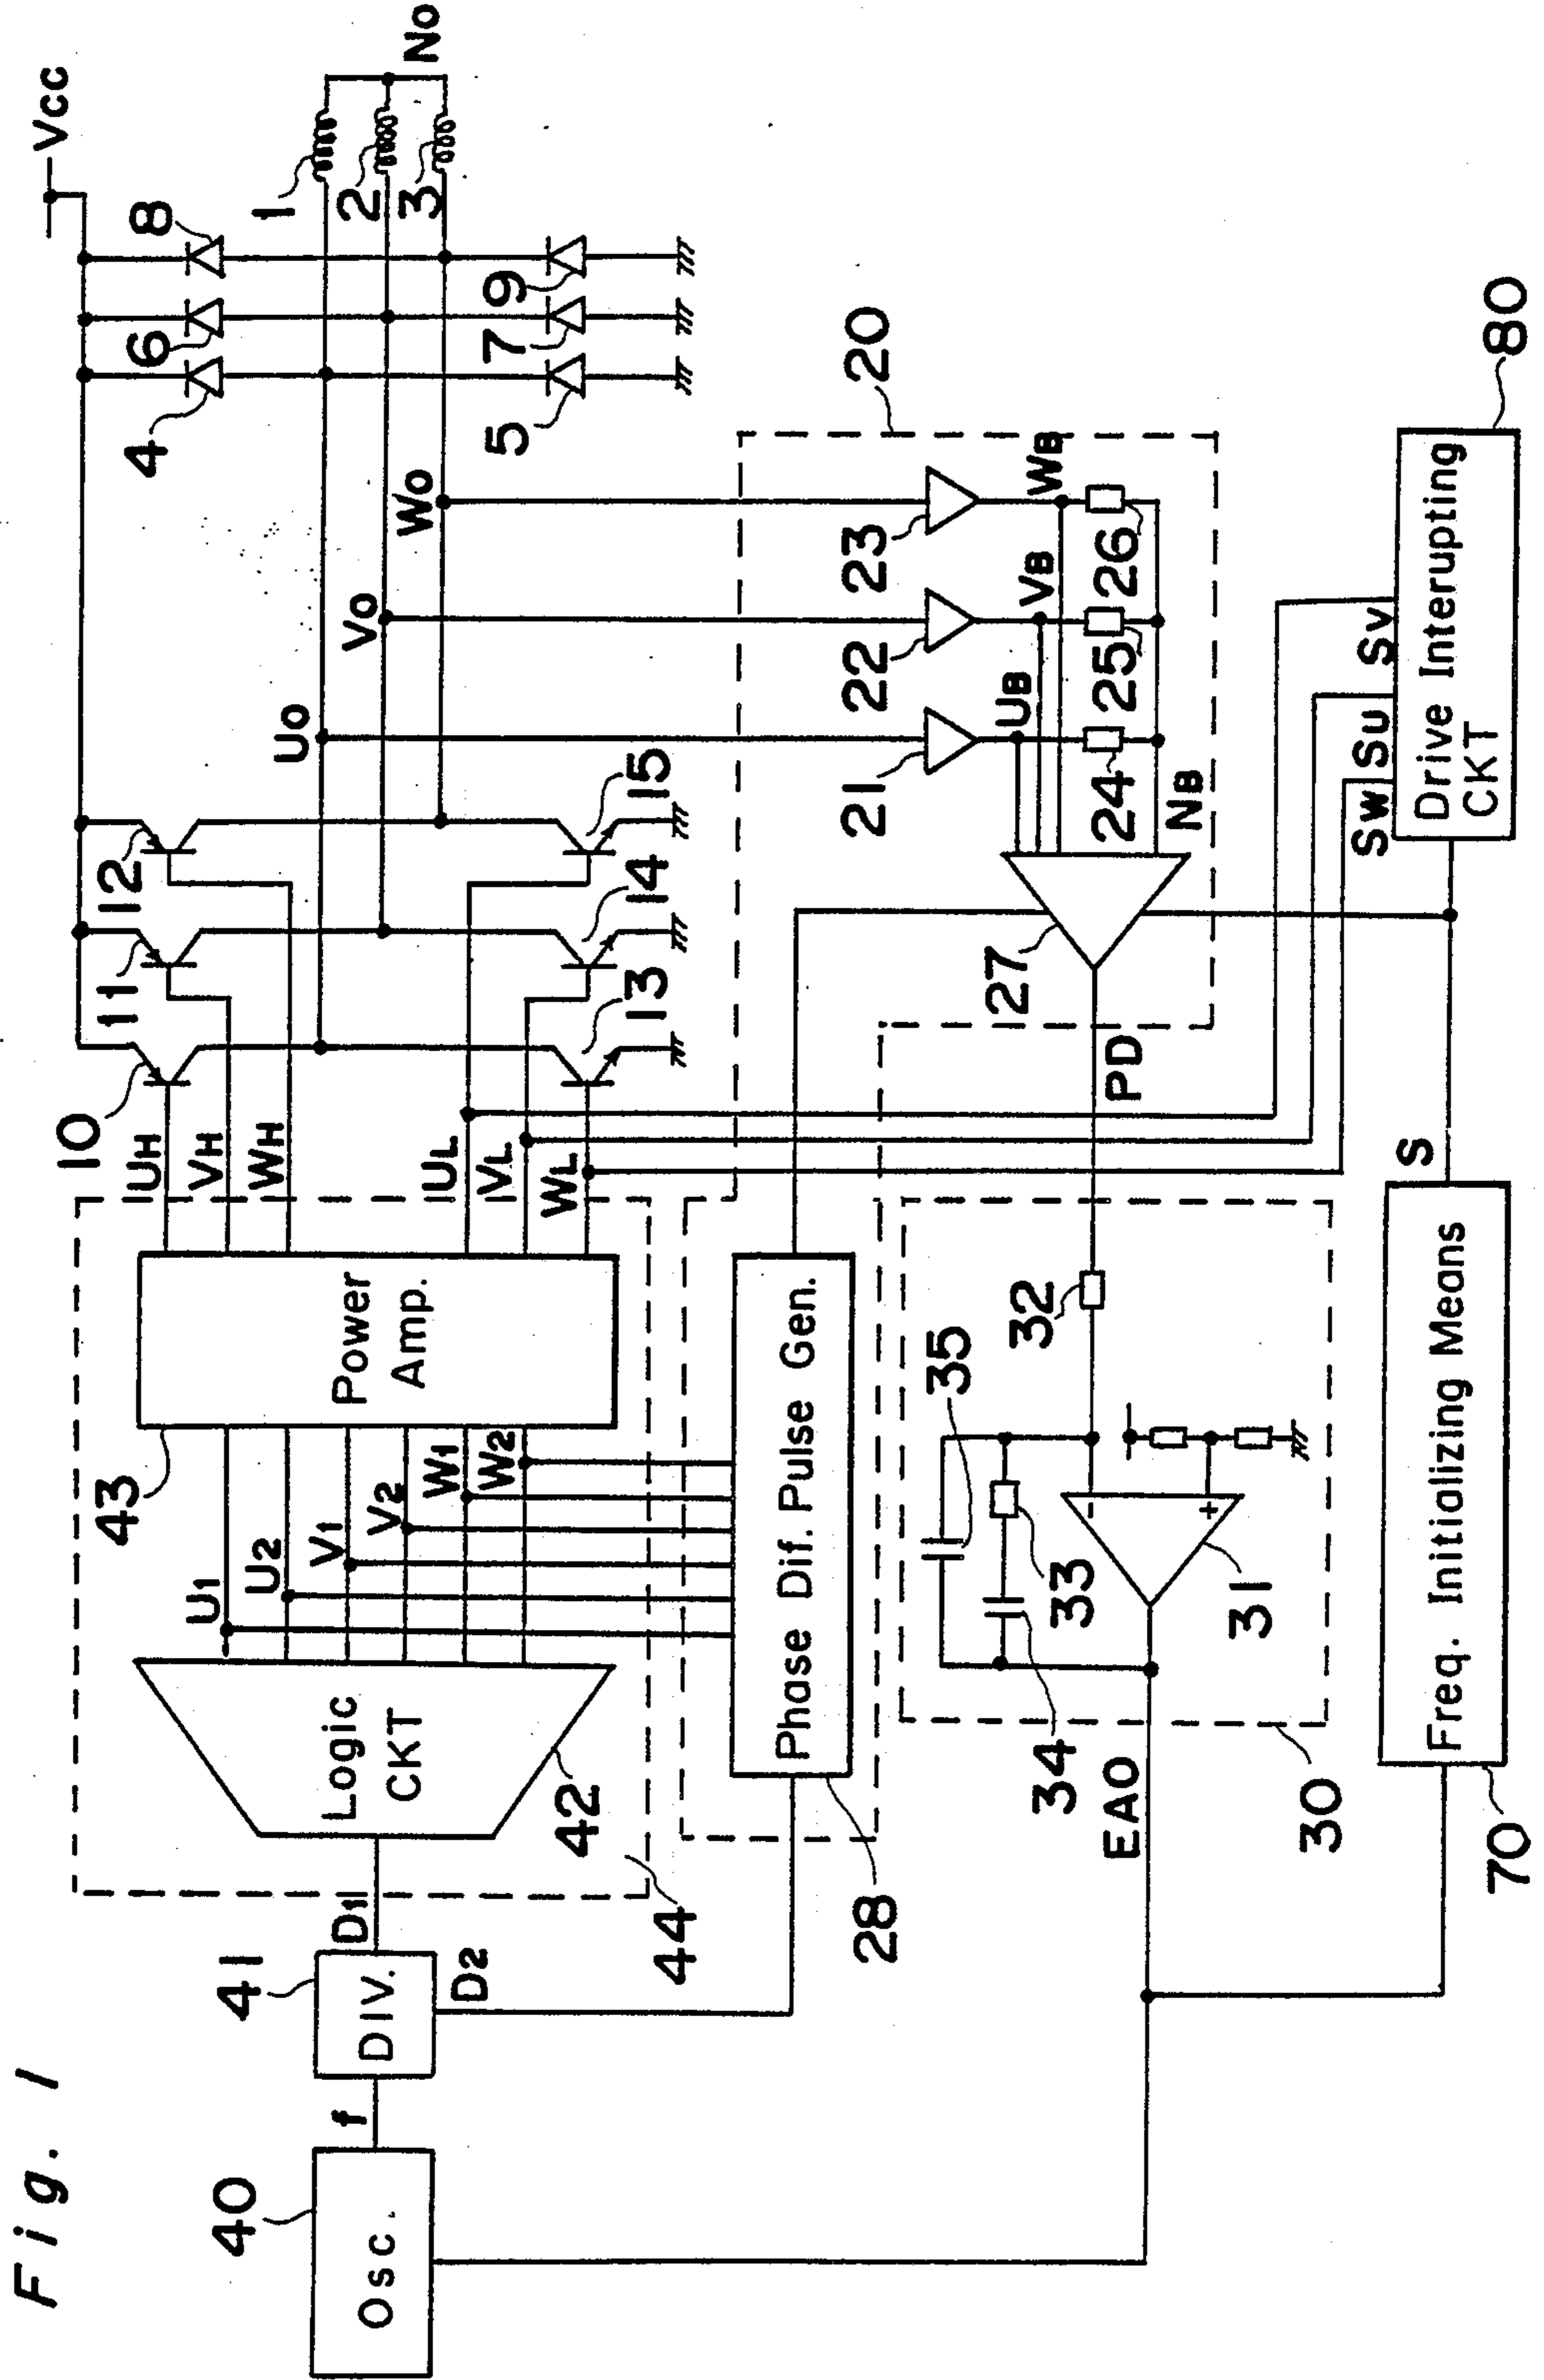 Fig. 1
Vcc
8
6
4
1
2
3
No
9
7
5
12
11
10
Uo
Vo
Wo
15
14
13
UH
VH
WH
UL
VL
WL
43
Power
Amp.
U1
U2
V1
V2
W1
W2
Logic
CKT
42
44
D1
41
DIV.
D2
f
40
Osc.
20
23
22
21
WB
VB
UB
26
25
24
NB
27
PD
Phase Dif. Pulse Gen.
28
35
32
33
34
-
+
31
EAO
30
80
Drive Interupting
CKT
Sv
Su
Sw
S
Freq. Initializing Means
70